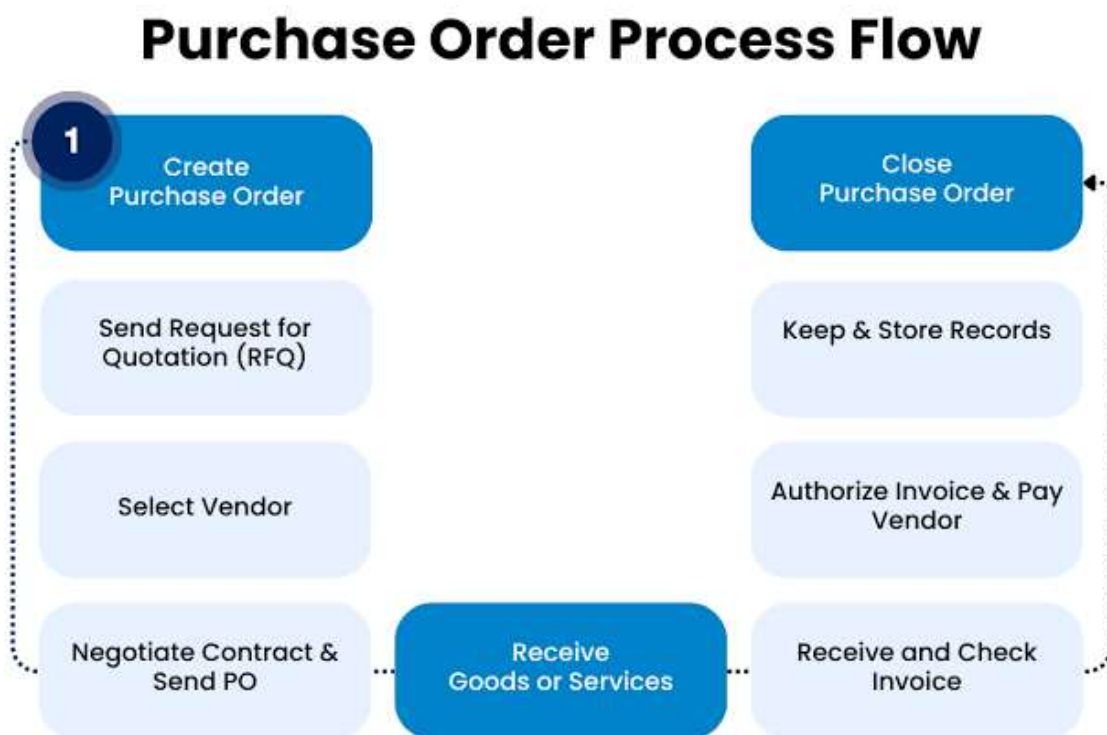 Purchase Order Process Flow
1
Create
Purchase Order
Send Request for
Quotation (RFQ)
Select Vendor
Negotiate Contract &
Send PO
Receive
Goods or Services
Receive and Check
Invoice
Authorize Invoice & Pay
Vendor
Keep & Store Records
Close
Purchase Order